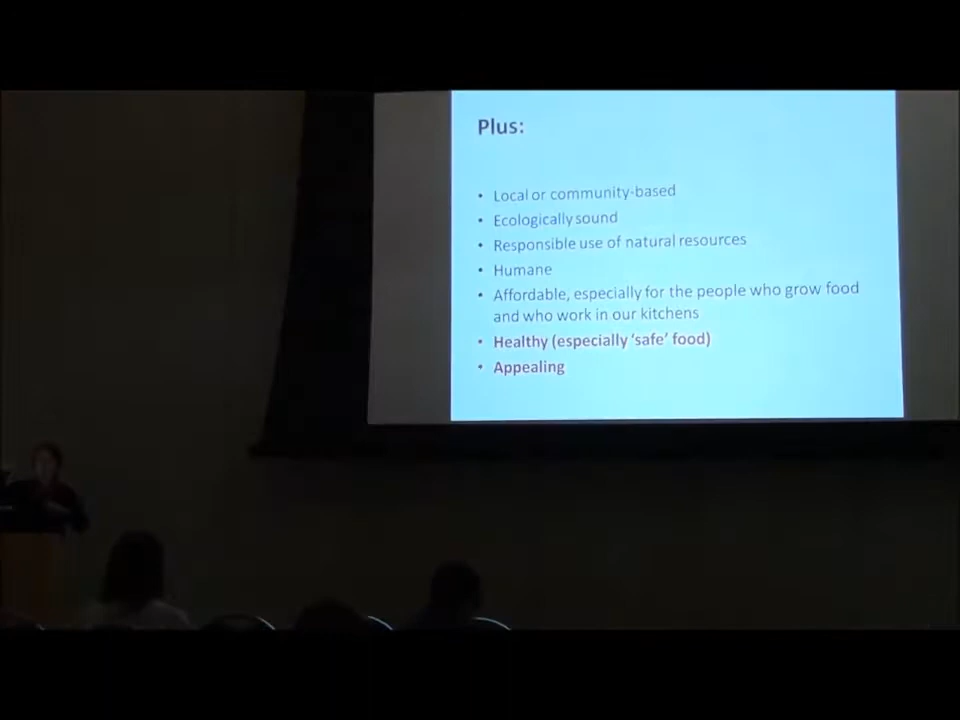 Plus:
• Local or community-based
• Ecologically sound
• Responsible use of natural resources
• Humane
• Affordable, especially for the people who grow food
and who work in our kitchens
• Healthy (especially ‘safe’ food)
• Appealing